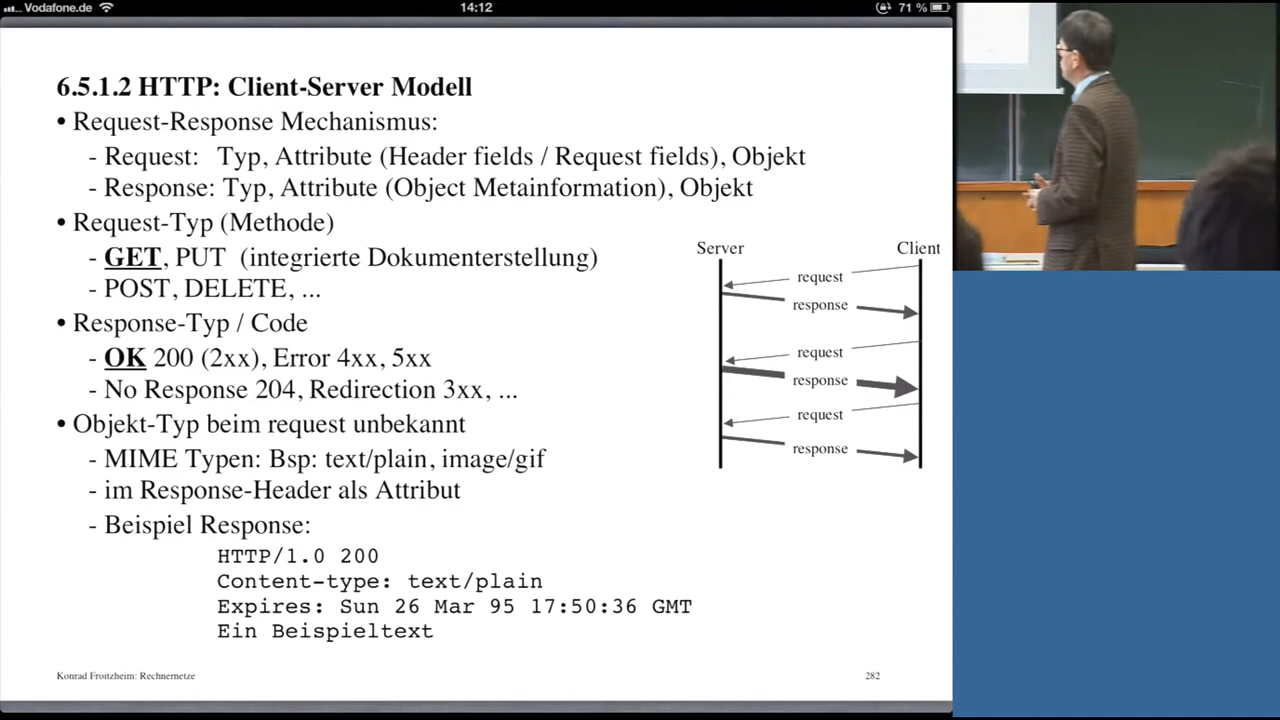 Vodafone.de
14:12
71 %
6.5.1.2 HTTP: Client-Server Modell
• Request-Response Mechanismus:
- Request: Typ, Attribute (Header fields / Request fields), Objekt
- Response: Typ, Attribute (Object Metainformation), Objekt
• Request-Typ (Methode)
- GET, PUT (integrierte Dokumenterstellung)
- POST, DELETE, ...
• Response-Typ / Code
- OK 200 (2xx), Error 4xx, 5xx
- No Response 204, Redirection 3xx, ...
• Objekt-Typ beim request unbekannt
- MIME Typen: Bsp: text/plain, image/gif
- im Response-Header als Attribut
- Beispiel Response:
HTTP/1.0 200
Content-type: text/plain
Expires: Sun 26 Mar 95 17:50:36 GMT
Ein Beispieltext
Server Client
request
response
request
response
request
response
Konrad Froitzheim: Rechnernetze
282